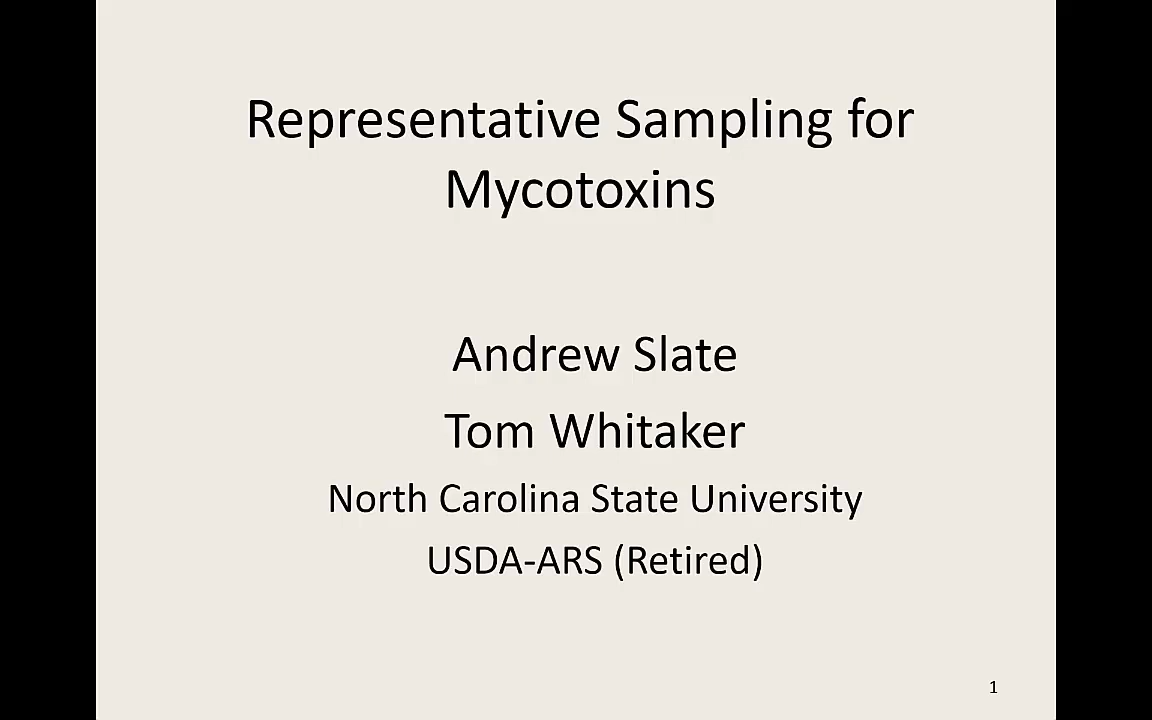 Representative Sampling for
Mycotoxins
Andrew Slate
Tom Whitaker
North Carolina State University
USDA-ARS (Retired)
1